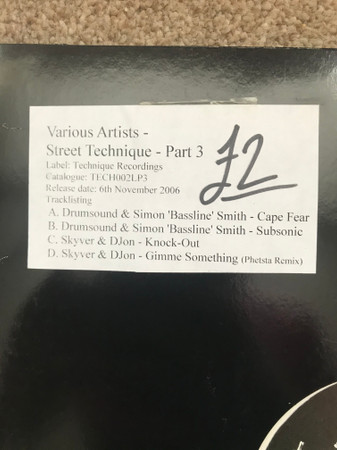 Various Artists -
Street Technique - Part 3
£2
Label: Technique Recordings
Catalogue: TECH002LP3
Release date: 6th November 2006
Tracklisting
A. Drumsound & Simon 'Bassline' Smith - Cape Fear
B. Drumsound & Simon 'Bassline' Smith - Subsonic
C. Skyver & DJon - Knock-Out
D. Skyver & DJon - Gimme Something (Phetsta Remix)